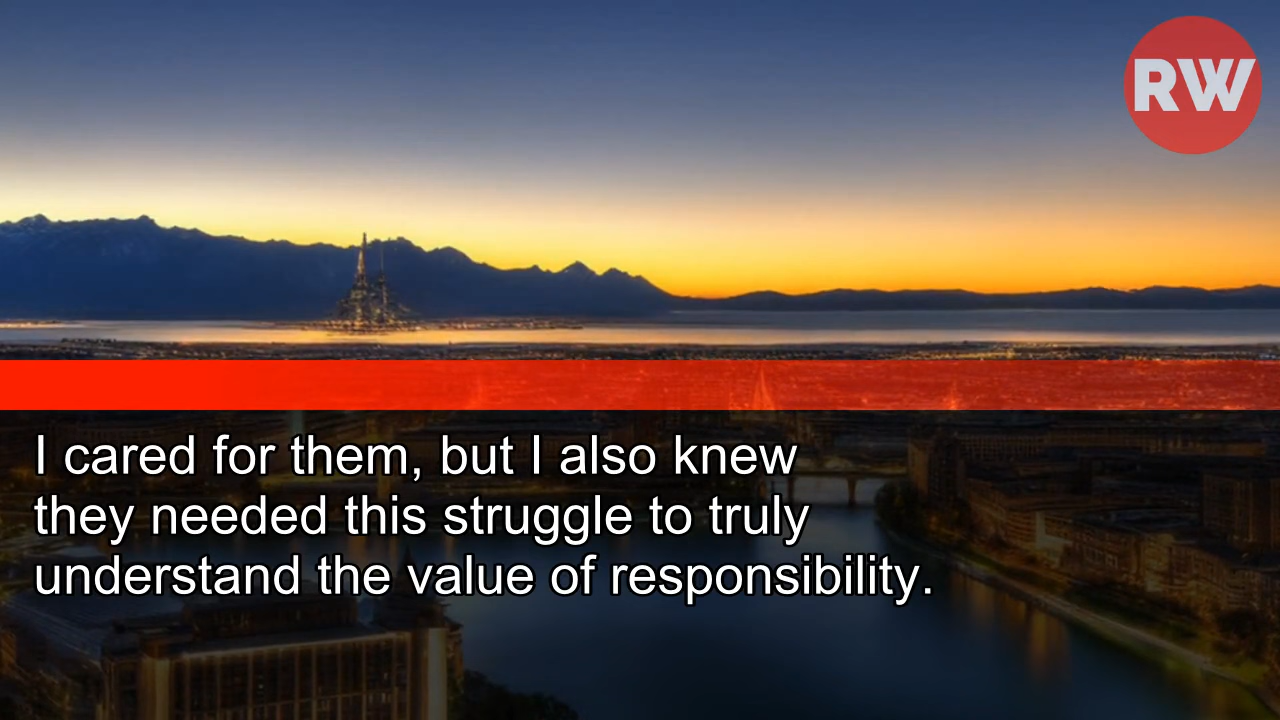 RW
I cared for them, but I also knew
they needed this struggle to truly
understand the value of responsibility.